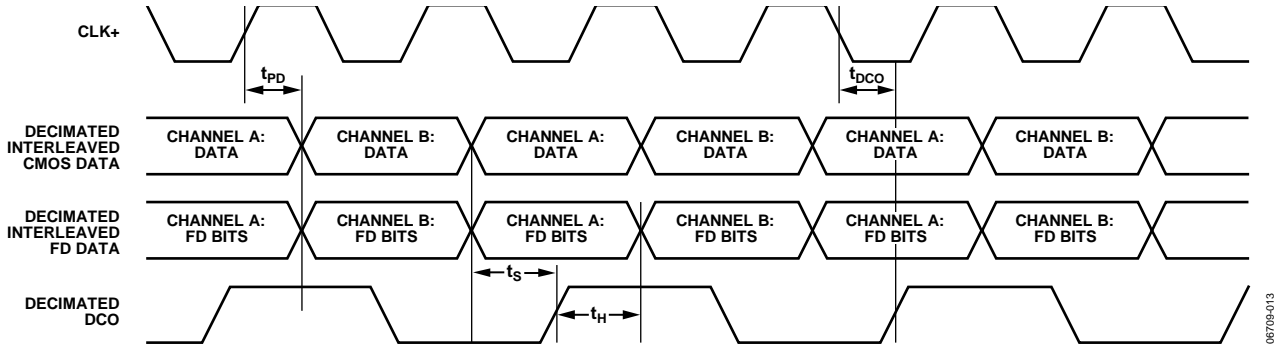 CLK+
tPD
tDCO
DECIMATED
INTERLEAVED
CMOS DATA
CHANNEL A:
DATA
CHANNEL B:
DATA
CHANNEL A:
DATA
CHANNEL B:
DATA
CHANNEL A:
DATA
CHANNEL B:
DATA
DECIMATED
INTERLEAVED
FD DATA
CHANNEL A:
FD BITS
CHANNEL B:
FD BITS
CHANNEL A:
FD BITS
CHANNEL B:
FD BITS
CHANNEL A:
FD BITS
CHANNEL B:
FD BITS
tS
tH
DECIMATED
DCO
06709-013